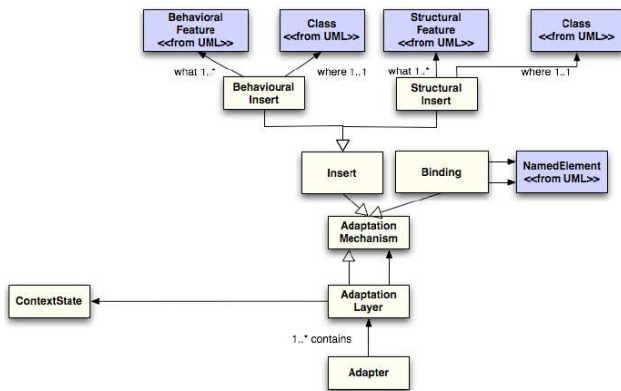 Behavioral
Feature
<<from UML>>
Class
<<from UML>>
Structural
Feature
<<from UML>>
Class
<<from UML>>
what 1..*
where 1..1
what 1..*
where 1..1
Behavioural
Insert
Structural
Insert
Insert
Binding
NamedElement
<<from UML>>
Adaptation
Mechanism
ContextState
Adaptation
Layer
1..* contains
Adapter